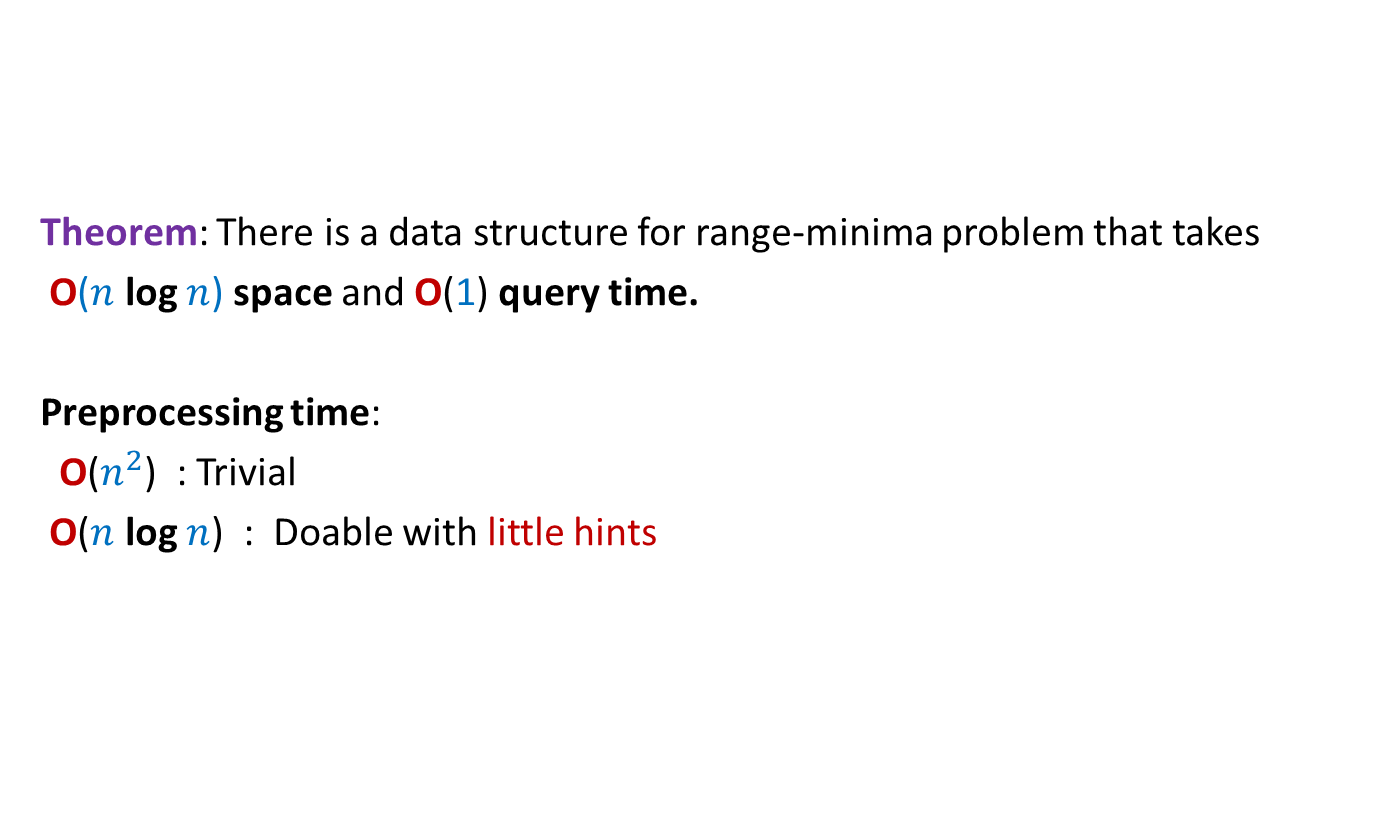 Theorem: There is a data structure for range-minima problem that takes
O(n log n) space and O(1) query time.
Preprocessing time:
O(n²) : Trivial
O(n log n) : Doable with little hints